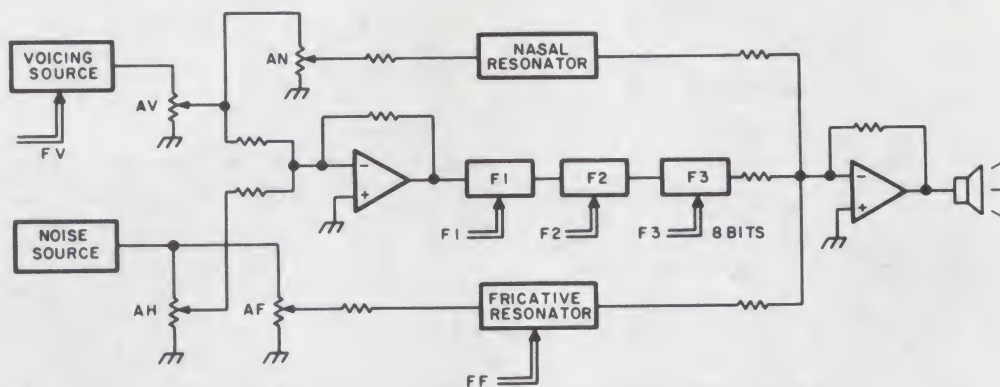 VOICING
SOURCE
FV
AV
AN
NASAL
RESONATOR
F1
F2
F3
F1
F2
F3
8 BITS
NOISE
SOURCE
AH
AF
FRICATIVE
RESONATOR
FF